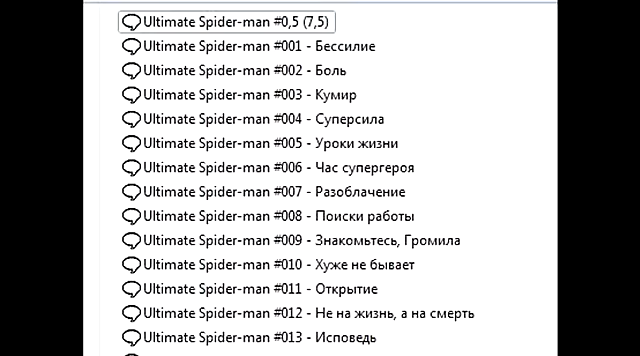 Ultimate Spider-man #0,5 (7,5)
Ultimate Spider-man #001 - Бессилие
Ultimate Spider-man #002 - Боль
Ultimate Spider-man #003 - Кумир
Ultimate Spider-man #004 - Суперсила
Ultimate Spider-man #005 - Уроки жизни
Ultimate Spider-man #006 - Час супергероя
Ultimate Spider-man #007 - Разоблачение
Ultimate Spider-man #008 - Поиски работы
Ultimate Spider-man #009 - Знакомьтесь, Громила
Ultimate Spider-man #010 - Хуже не бывает
Ultimate Spider-man #011 - Открытие
Ultimate Spider-man #012 - Не на жизнь, а на смерть
Ultimate Spider-man #013 - Исповедь